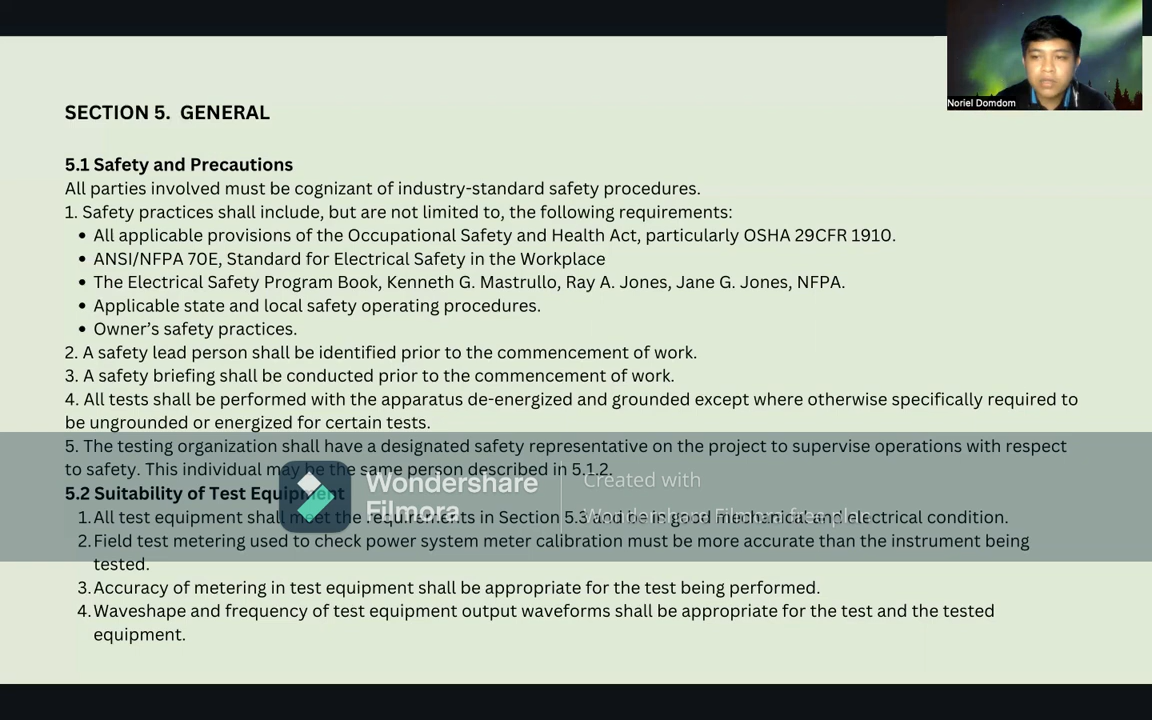 Noriel Domdom
SECTION 5.  GENERAL
5.1 Safety and Precautions
All parties involved must be cognizant of industry-standard safety procedures.
1. Safety practices shall include, but are not limited to, the following requirements:
• All applicable provisions of the Occupational Safety and Health Act, particularly OSHA 29CFR 1910.
• ANSI/NFPA 70E, Standard for Electrical Safety in the Workplace
• The Electrical Safety Program Book, Kenneth G. Mastrullo, Ray A. Jones, Jane G. Jones, NFPA.
• Applicable state and local safety operating procedures.
• Owner’s safety practices.
2. A safety lead person shall be identified prior to the commencement of work.
3. A safety briefing shall be conducted prior to the commencement of work.
4. All tests shall be performed with the apparatus de-energized and grounded except where otherwise specifically required to
be ungrounded or energized for certain tests.
5. The testing organization shall have a designated safety representative on the project to supervise operations with respect
to safety. This individual may be the same person described in 5.1.2.
5.2 Suitability of Test Equipment
1. All test equipment shall meet the requirements in Section 5.3 and be in good mechanical and electrical condition.
2. Field test metering used to check power system meter calibration must be more accurate than the instrument being
tested.
3. Accuracy of metering in test equipment shall be appropriate for the test being performed.
4. Waveshape and frequency of test equipment output waveforms shall be appropriate for the test and the tested
equipment.
Wondershare
Filmora
Created with
Wondershare Filmora free plan